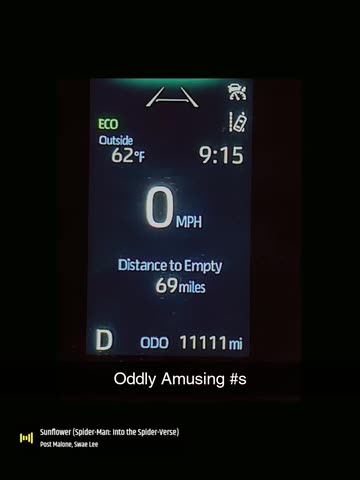 ECO
Outside
62°F
9:15
0 MPH
Distance to Empty
69 miles
D ODO 11111 mi
Oddly Amusing #s
Sunflower (Spider-Man: Into the Spider-Verse)
Post Malone, Swae Lee